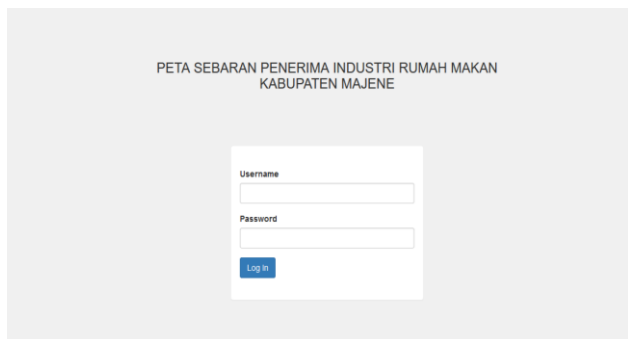 PETA SEBARAN PENERIMA INDUSTRI RUMAH MAKAN
KABUPATEN MAJENE
Username
Password
Log in